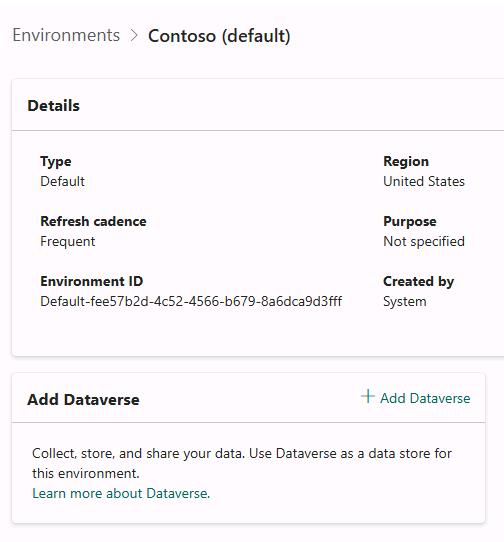 Environments > Contoso (default)
Details
Type
Default
Region
United States
Refresh cadence
Frequent
Purpose
Not specified
Environment ID
Default-fee57b2d-4c52-4566-b679-8a6dca9d3fff
Created by
System
Add Dataverse
+ Add Dataverse
Collect, store, and share your data. Use Dataverse as a data store for
this environment.
Learn more about Dataverse.